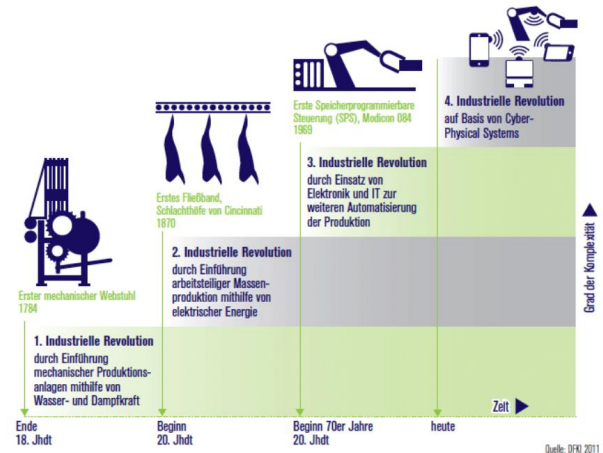 4. Industrielle Revolution
auf Basis von Cyber-
Physical Systems
Erste Speicherprogrammierbare
Steuerung (SPS), Modicon 084
1969
3. Industrielle Revolution
durch Einsatz von
Elektronik und IT zur
weiteren Automatisierung
der Produktion
Erstes Fließband,
Schlachthöfe von Cincinnati
1870
2. Industrielle Revolution
durch Einführung
arbeitsteiliger Massen-
produktion mithilfe von
elektrischer Energie
Erster mechanischer Webstuhl
1784
1. Industrielle Revolution
durch Einführung
mechanischer Produktions-
anlagen mithilfe von
Wasser- und Dampfkraft
Grad der Komplexität
Zeit
Ende
18. Jhdt
Beginn
20. Jhdt
Beginn 70er Jahre
20. Jhdt
heute
Quelle: DFKI 2011